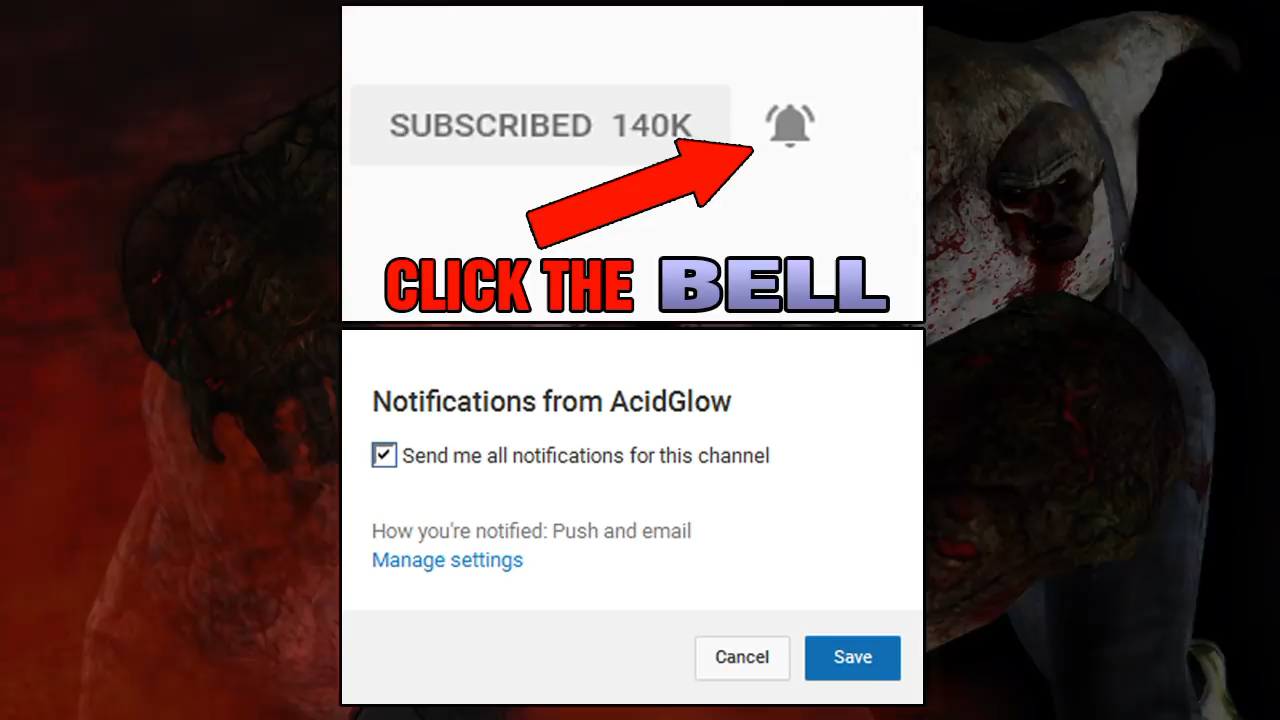 SUBSCRIBED 140K
CLICK THE BELL
Notifications from AcidGlow
Send me all notifications for this channel
How you're notified: Push and email
Manage settings
Cancel Save